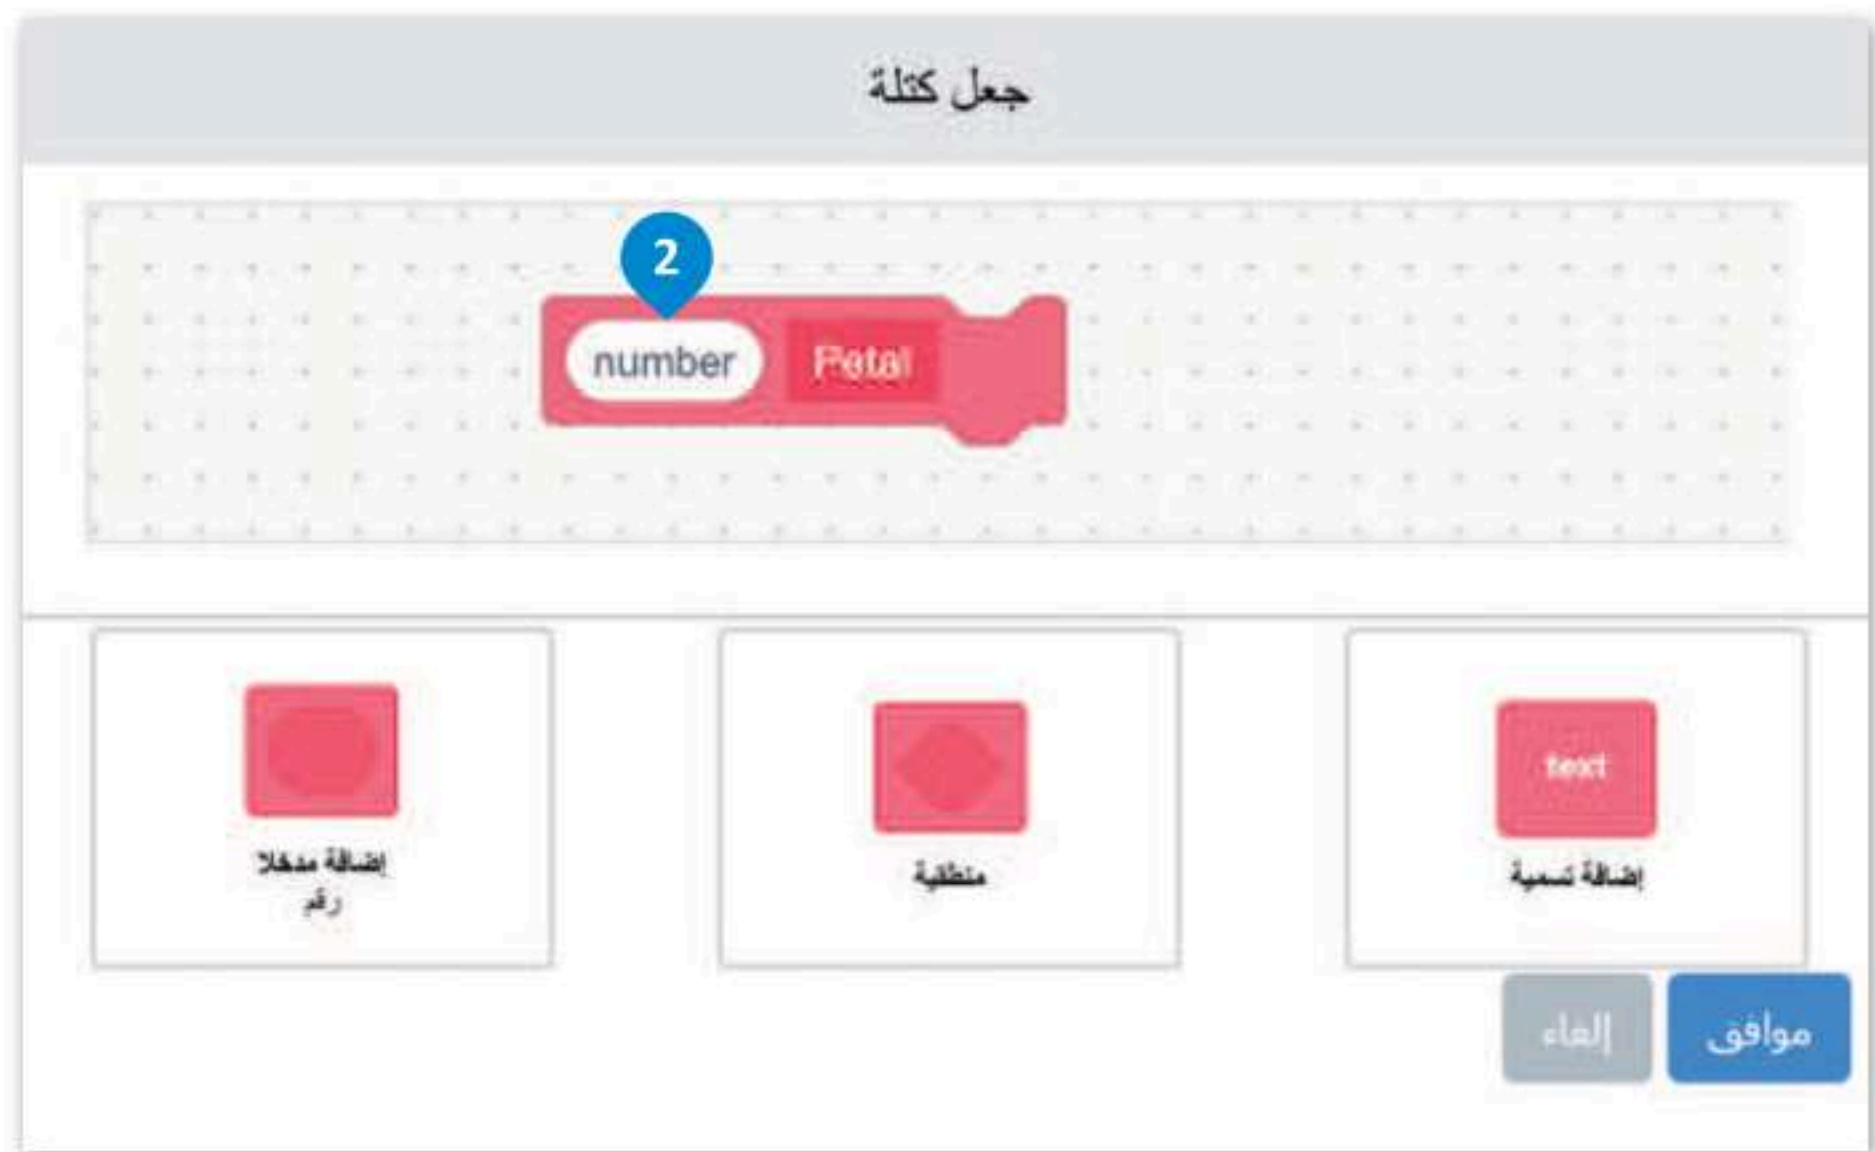 جعل كتلة
2
Petal number
إضافة تسمية
text
منطقية
إضافة مدخلا
رقم
موافق
إلغاء